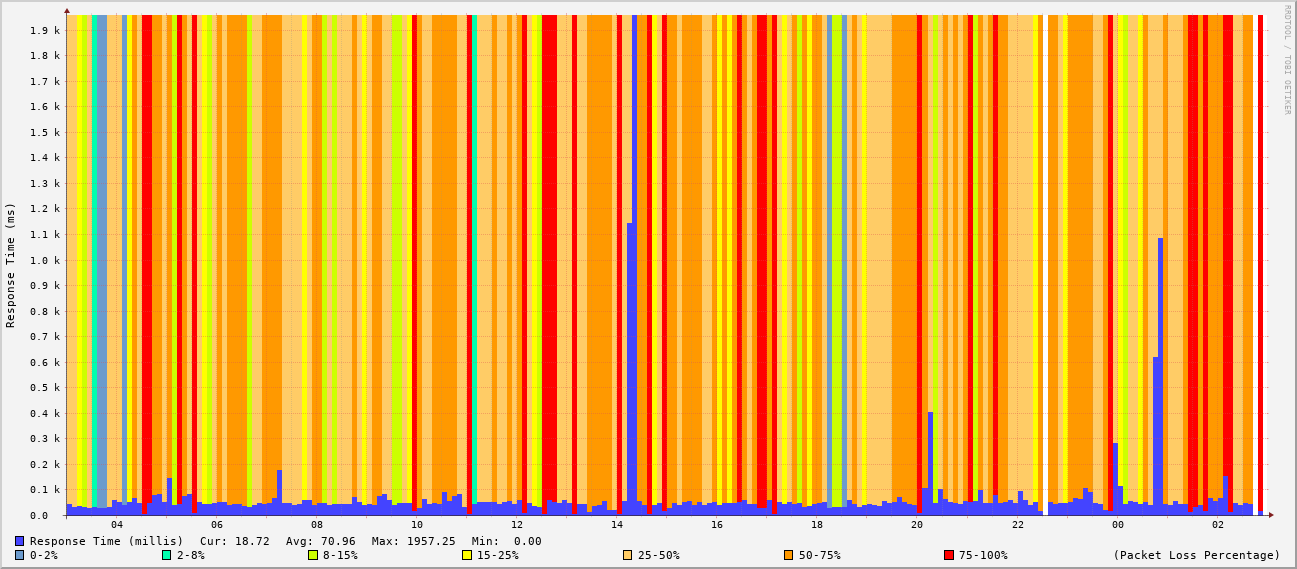 RRDTOOL / TOBI OETIKER
Response Time (ms)
1.9 k
1.8 k
1.7 k
1.6 k
1.5 k
1.4 k
1.3 k
1.2 k
1.1 k
1.0 k
0.9 k
0.8 k
0.7 k
0.6 k
0.5 k
0.4 k
0.3 k
0.2 k
0.1 k
0.0
04 06 08 10 12 14 16 18 20 22 00 02
Response Time (millis) Cur: 18.72 Avg: 70.96 Max: 1957.25 Min: 0.00
0-2% 2-8% 8-15% 15-25% 25-50% 50-75% 75-100% (Packet Loss Percentage)